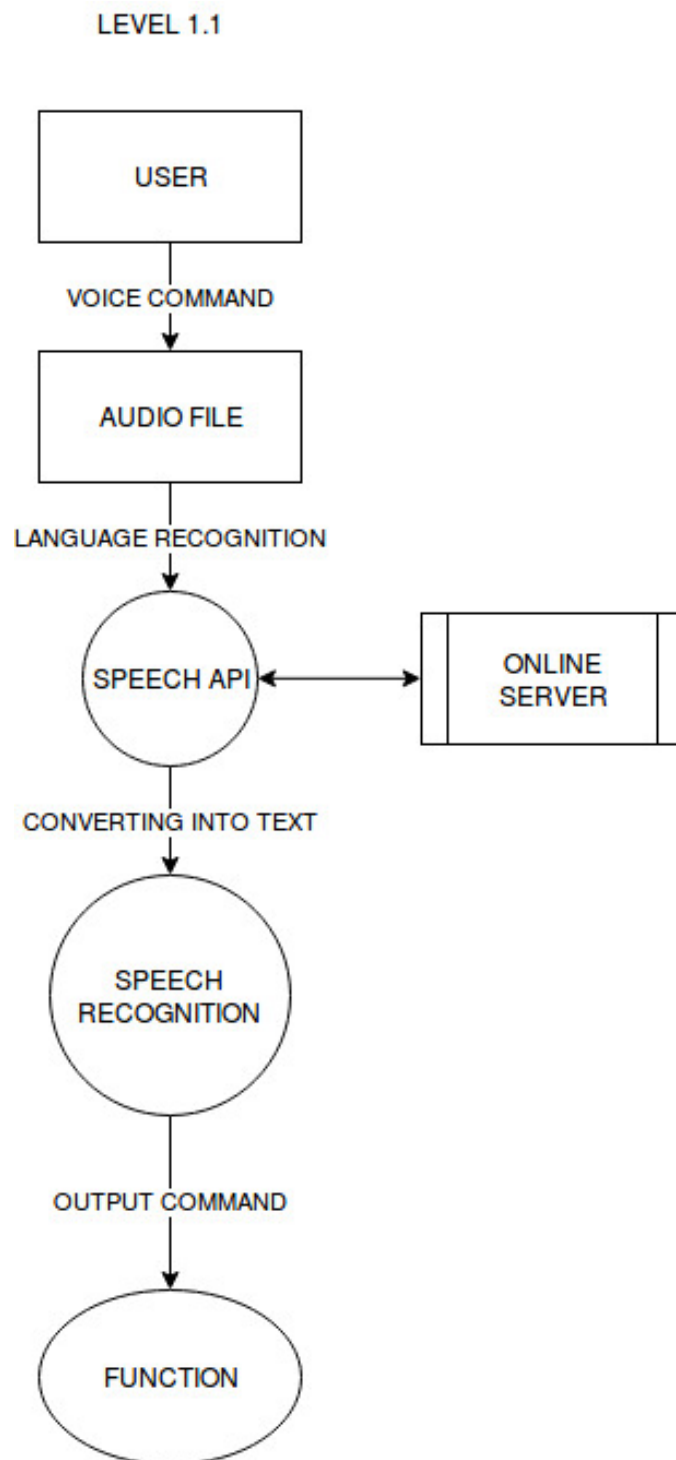 LEVEL 1.1
USER
VOICE COMMAND
AUDIO FILE
LANGUAGE RECOGNITION
SPEECH API
ONLINE
SERVER
CONVERTING INTO TEXT
SPEECH
RECOGNITION
OUTPUT COMMAND
FUNCTION